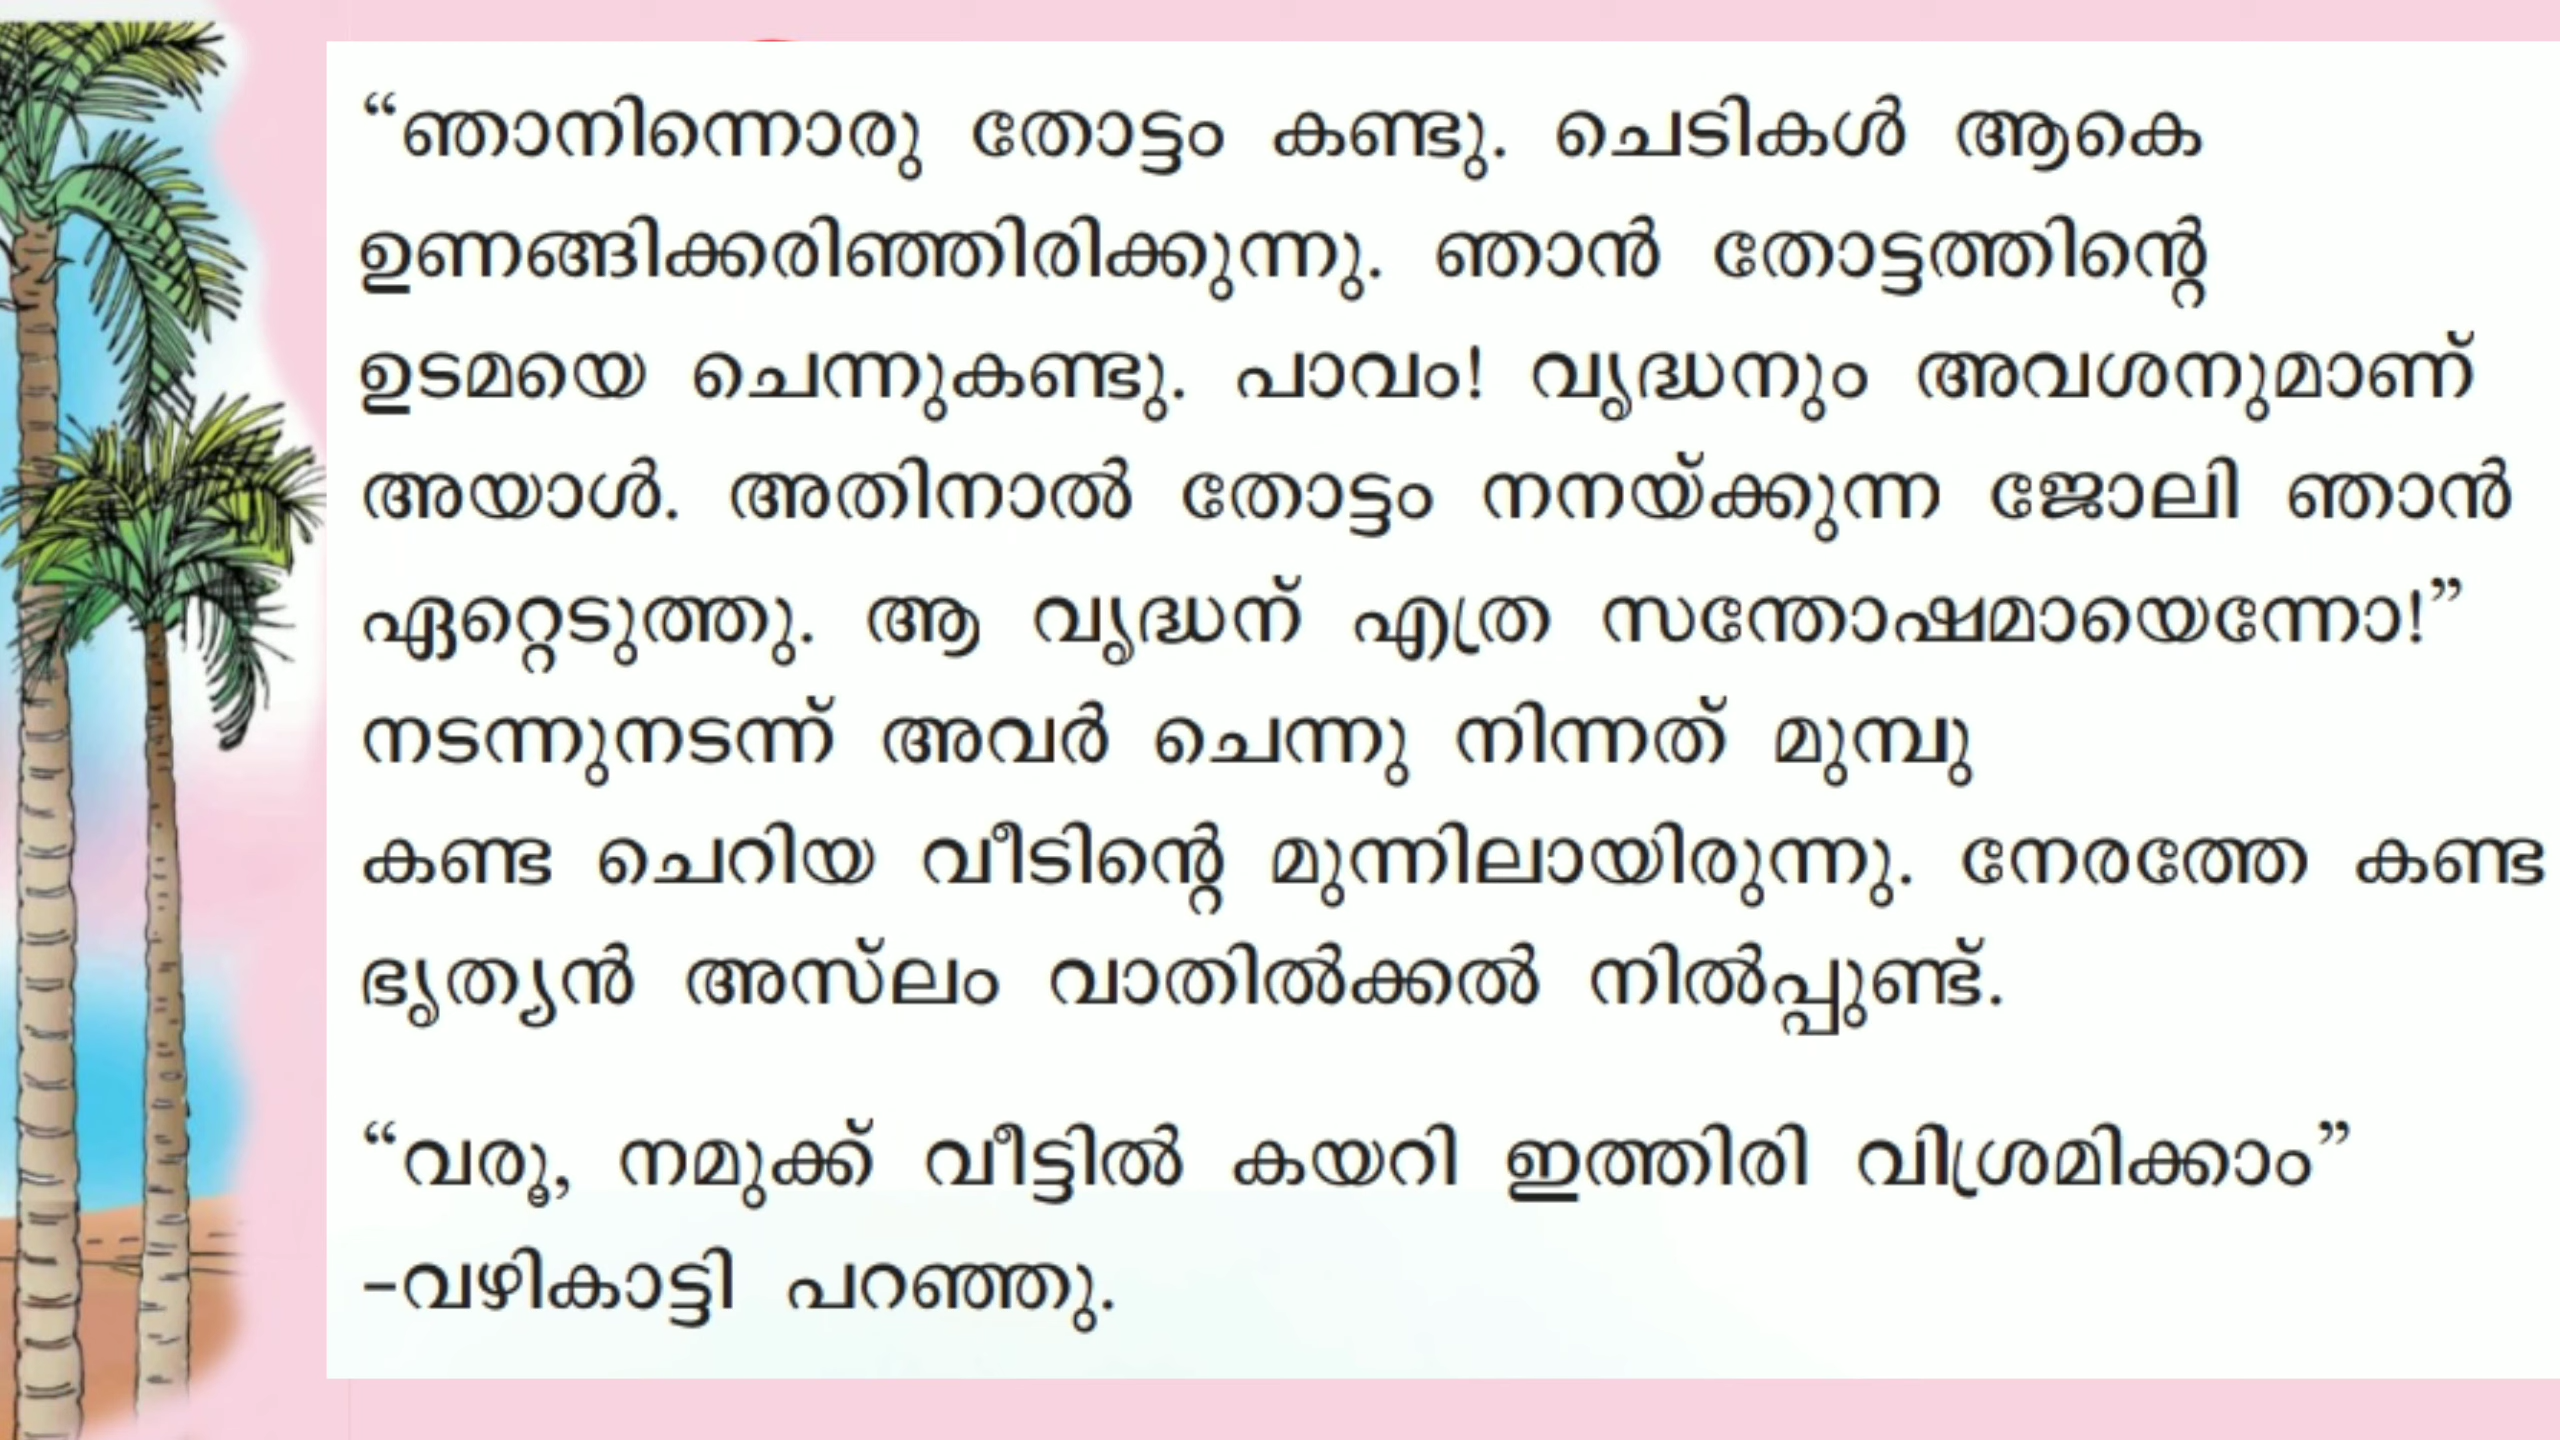 “ഞാനിന്നൊരു തോട്ടം കണ്ടു. ചെടികൾ ആകെ
ഉണങ്ങിക്കരിഞ്ഞിരിക്കുന്നു. ഞാൻ തോട്ടത്തിന്റെ
ഉടമയെ ചെന്നുകണ്ടു. പാവം! വൃദ്ധനും അവശനുമാണ്
അയാൾ. അതിനാൽ തോട്ടം നനയ്ക്കുന്ന ജോലി ഞാൻ
ഏറ്റെടുത്തു. ആ വൃദ്ധന് എത്ര സന്തോഷമായെന്നോ!”
നടന്നുനടന്ന് അവർ ചെന്നു നിന്നത് മുമ്പു
കണ്ട ചെറിയ വീടിന്റെ മുന്നിലായിരുന്നു. നേരത്തേ കണ്ട
ഭൃത്യൻ അസ്‌ലം വാതിൽക്കൽ നിൽപ്പുണ്ട്.
“വരൂ, നമുക്ക് വീട്ടിൽ കയറി ഇത്തിരി വിശ്രമിക്കാം”
–വഴികാട്ടി പറഞ്ഞു.